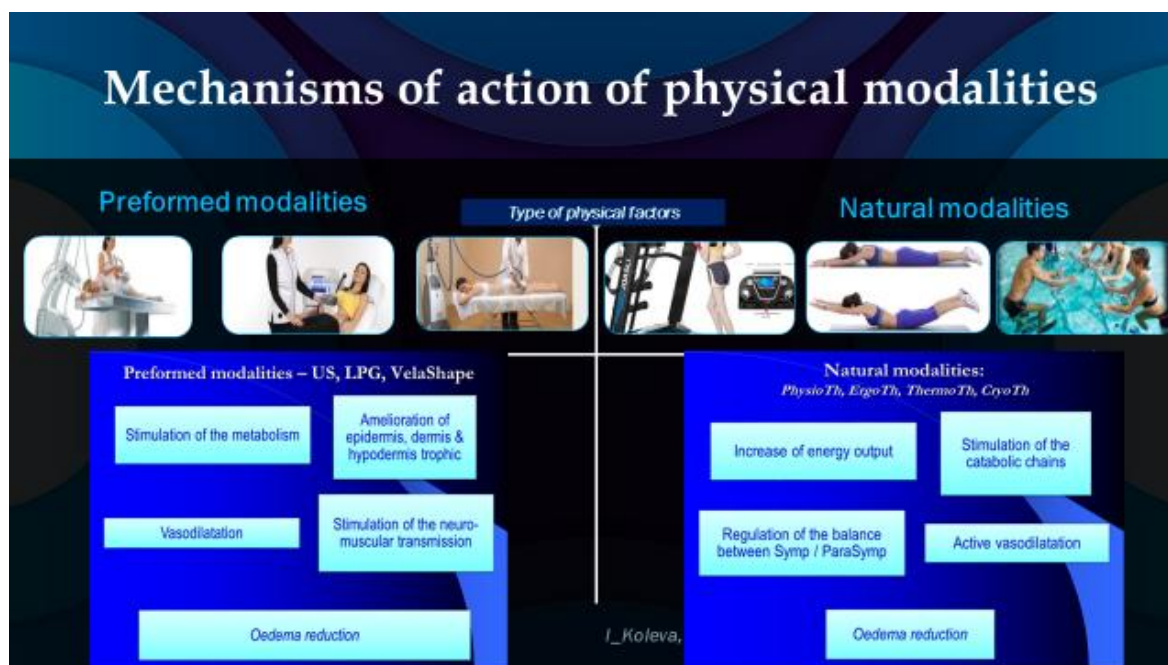 Mechanisms of action of physical modalities
Preformed modalities
Type of physical factors
Natural modalities
Preformed modalities – US, LPG, VelaShape
Stimulation of the metabolism
Amelioration of
epidermis, dermis &
hypodermis trophic
Vasodilatation
Stimulation of the neuro-
muscular transmission
Oedema reduction
Natural modalities:
PhysioTh, ErgoTh, ThermoTh, CryoTh
Increase of energy output
Stimulation of the
catabolic chains
Regulation of the balance
between Symp / ParaSymp
Active vasodilatation
Oedema reduction
I_Koleva,